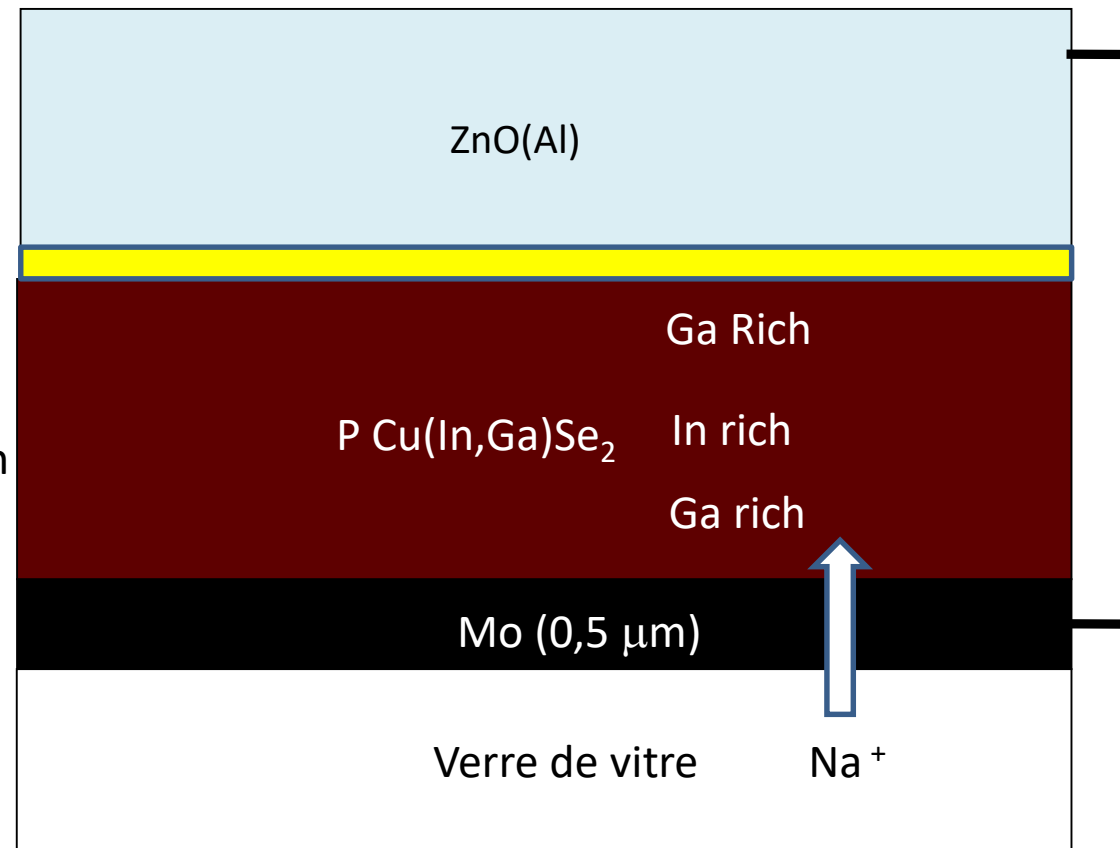 ZnO(Al)
Ga Rich
P Cu(In,Ga)Se₂ In rich
Ga rich
Mo (0,5 μm)
Verre de vitre Na⁺